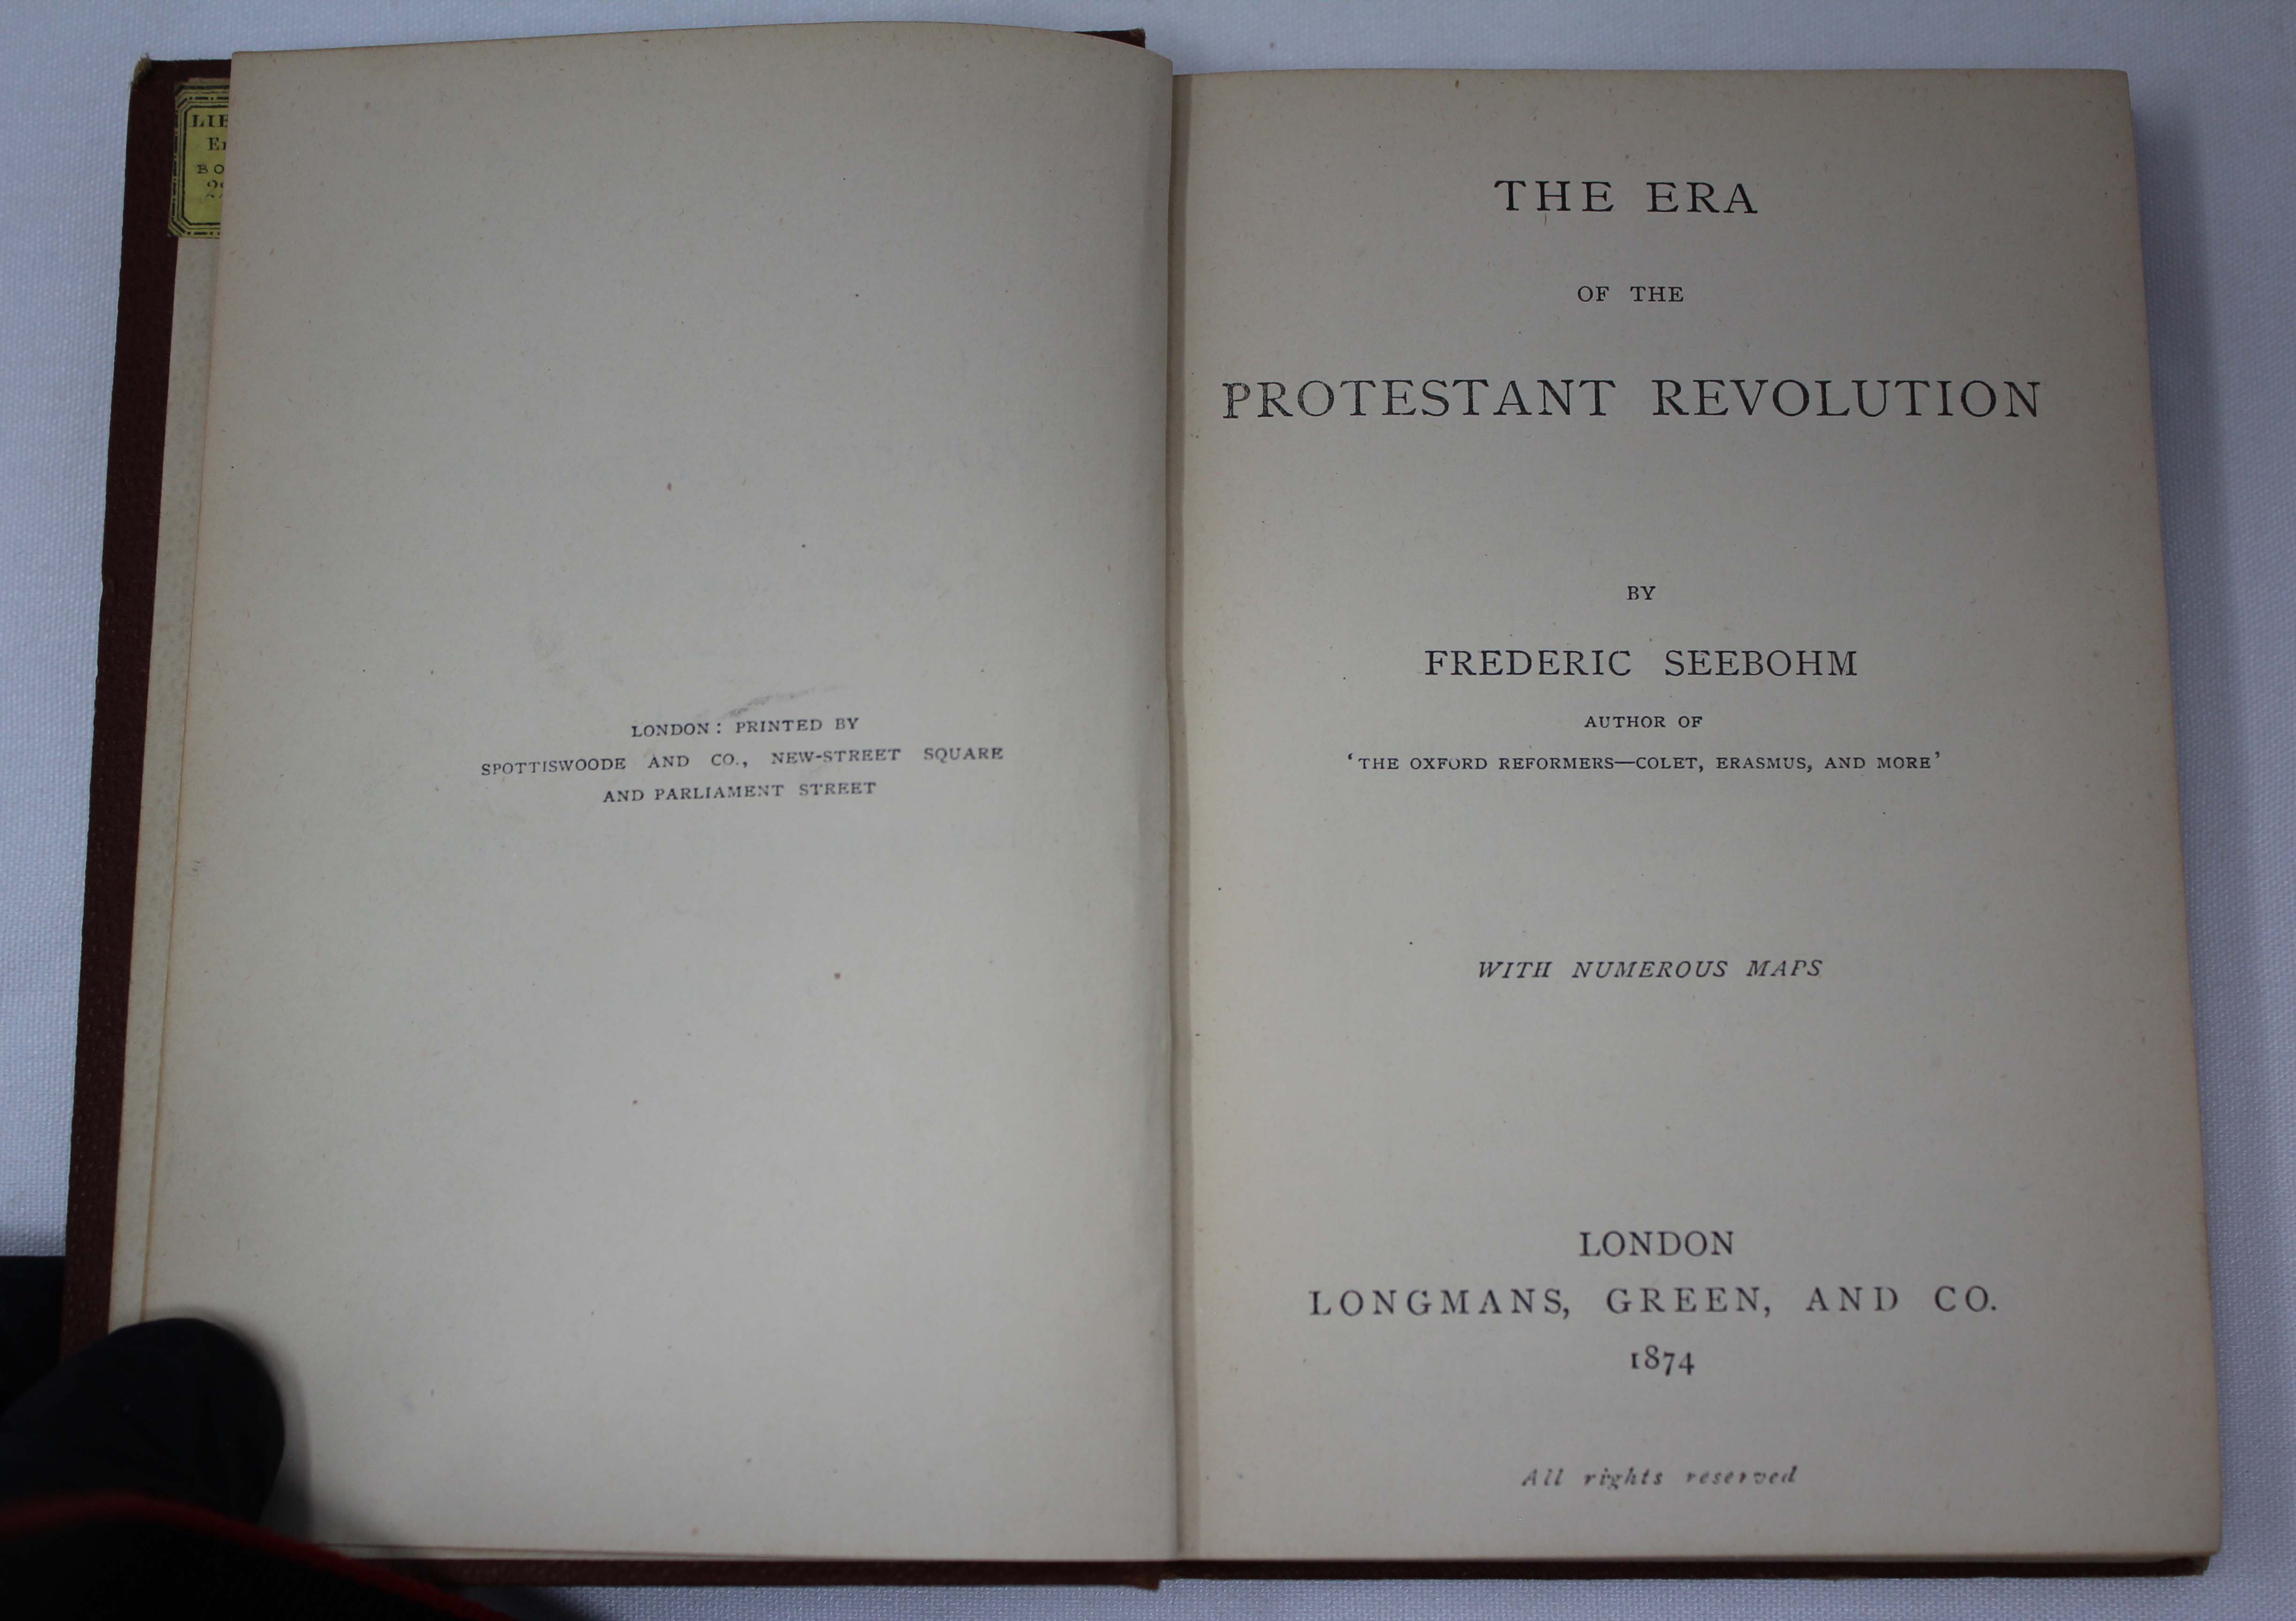 BO
LONDON: PRINTED BY
SPOTTISWOODE AND CO., NEW-STREET SQUARE
AND PARLIAMENT STREET
THE ERA
OF THE
PROTESTANT REVOLUTION
BY
FREDERIC SEEBOHM
AUTHOR OF
‘THE OXFORD REFORMERS—COLET, ERASMUS, AND MORE’
WITH NUMEROUS MAPS
LONDON
LONGMANS, GREEN, AND CO.
1874
All rights reserved